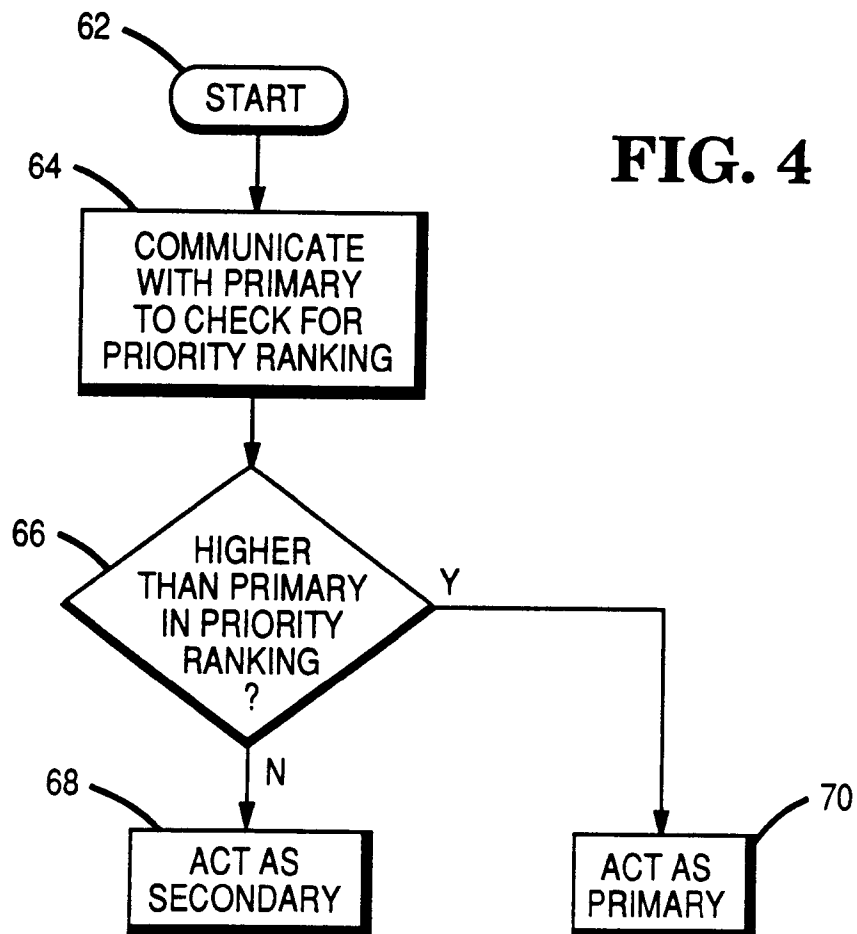 62
START
FIG. 4
64
COMMUNICATE
WITH PRIMARY
TO CHECK FOR
PRIORITY RANKING
66
HIGHER
THAN PRIMARY
IN PRIORITY
RANKING
?
Y
N
68
ACT AS
SECONDARY
70
ACT AS
PRIMARY